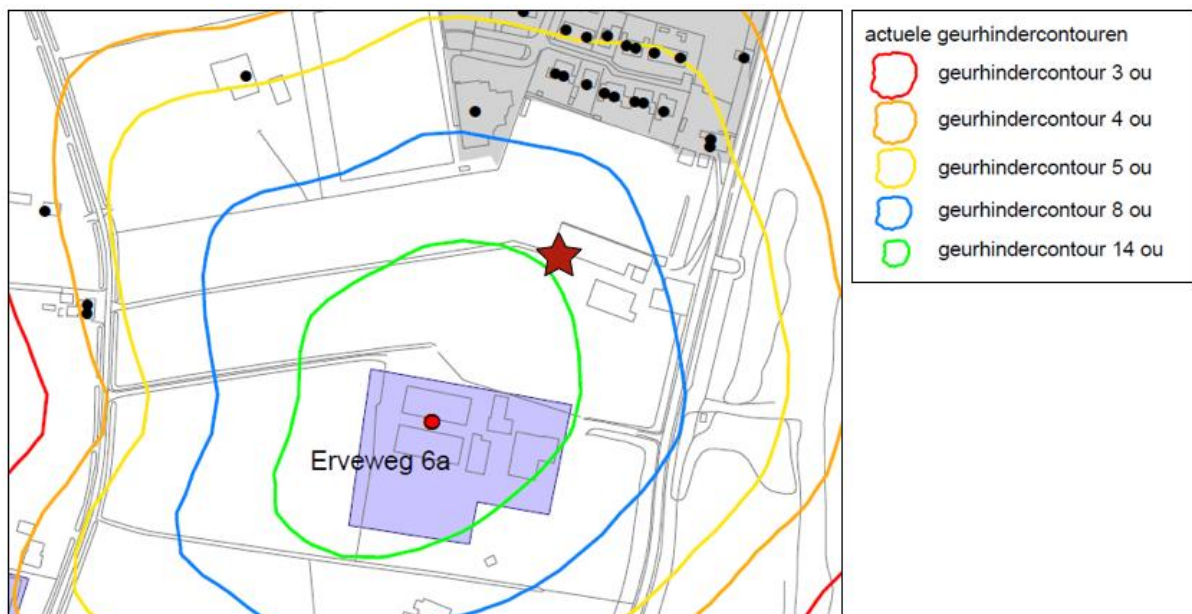 actuele geurhindercontouren
geurhindercontour 3 ou
geurhindercontour 4 ou
geurhindercontour 5 ou
geurhindercontour 8 ou
geurhindercontour 14 ou
Erveweg 6a